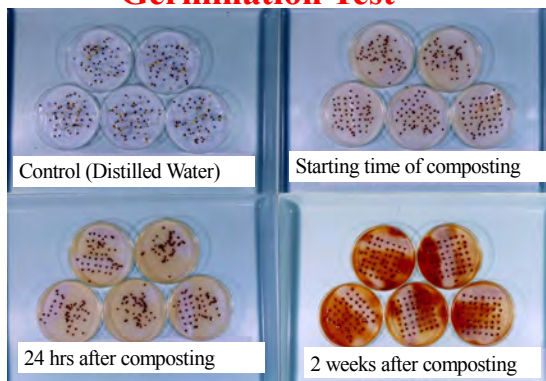 Germination Test
Control (Distilled Water)
Starting time of composting
24 hrs after composting
2 weeks after composting